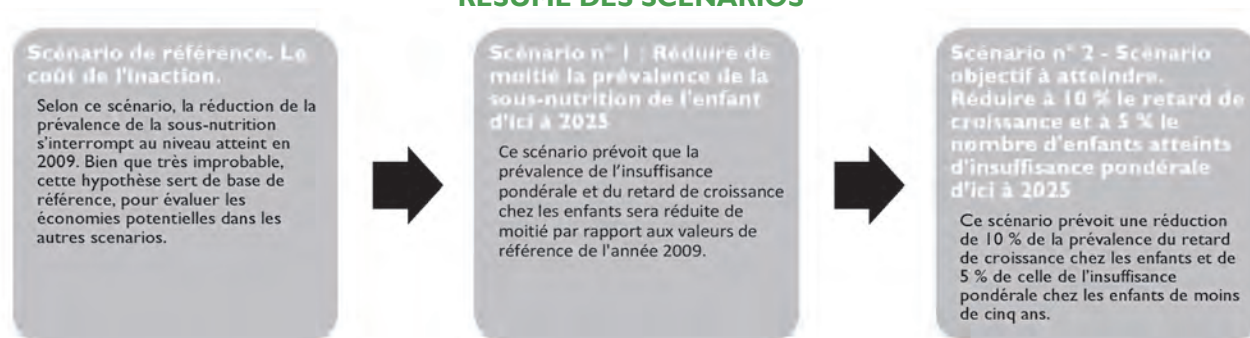 RÉSUMÉ DES SCÉNARIOS
Scénario de référence. Le
coût de l'inaction.
Selon ce scénario, la réduction de la
prévalence de la sous-nutrition
s'interrompt au niveau atteint en
2009. Bien que très improbable,
cette hypothèse sert de base de
référence, pour évaluer les
économies potentielles dans les
autres scenarios.
Scénario n° 1 : Réduire de
moitié la prévalence de la
sous-nutrition de l'enfant
d'ici à 2025
Ce scénario prévoit que la
prévalence de l'insuffisance
pondérale et du retard de croissance
chez les enfants sera réduite de
moitié par rapport aux valeurs de
référence de l'année 2009.
Scénario n° 2 - Scénario
objectif à atteindre.
Réduire à 10 % le retard de
croissance et à 5 % le
nombre d'enfants atteints
d'insuffisance pondérale
d'ici à 2025
Ce scénario prévoit une réduction
de 10 % de la prévalence du retard
de croissance chez les enfants et de
5 % de celle de l'insuffisance
pondérale chez les enfants de moins
de cinq ans.